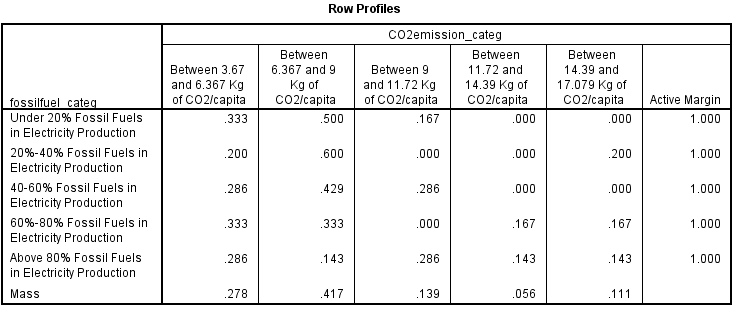 Row Profiles
fossilfuel_categ
CO2emission_categ
Between 3.67
and 6.367 Kg
of CO2/capita
Between
6.367 and 9
Kg of
CO2/capita
Between 9
and 11.72 Kg
of CO2/capita
Between
11.72 and
14.39 Kg of
CO2/capita
Between
14.39 and
17.079 Kg of
CO2/capita
Active Margin
Under 20% Fossil Fuels
in Electricity Production
.333 .500 .167 .000 .000 1.000
20%-40% Fossil Fuels in
Electricity Production
.200 .600 .000 .000 .200 1.000
40-60% Fossil Fuels in
Electricity Production
.286 .429 .286 .000 .000 1.000
60%-80% Fossil Fuels in
Electricity Production
.333 .333 .000 .167 .167 1.000
Above 80% Fossil Fuels
in Electricity Production
.286 .143 .286 .143 .143 1.000
Mass .278 .417 .139 .056 .111